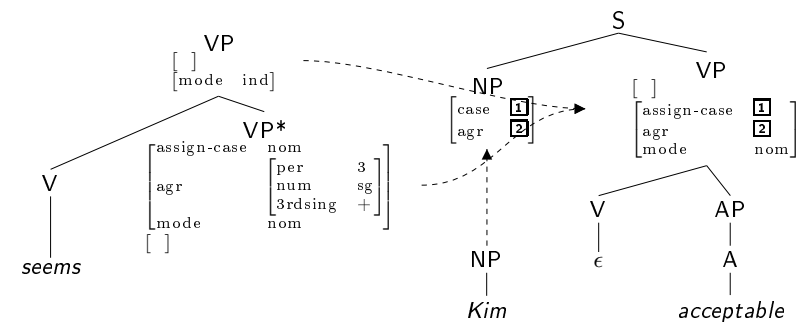 S
VP
[ ]
[mode ind]
NP
[case 1
agr 2]
VP
[ ]
[assign-case 1
agr 2
mode nom]
VP*
[assign-case nom
agr [per 3
num sg
3rdsing +]
mode nom]
[ ]
V
seems
V
ϵ
AP
A
acceptable
NP
Kim